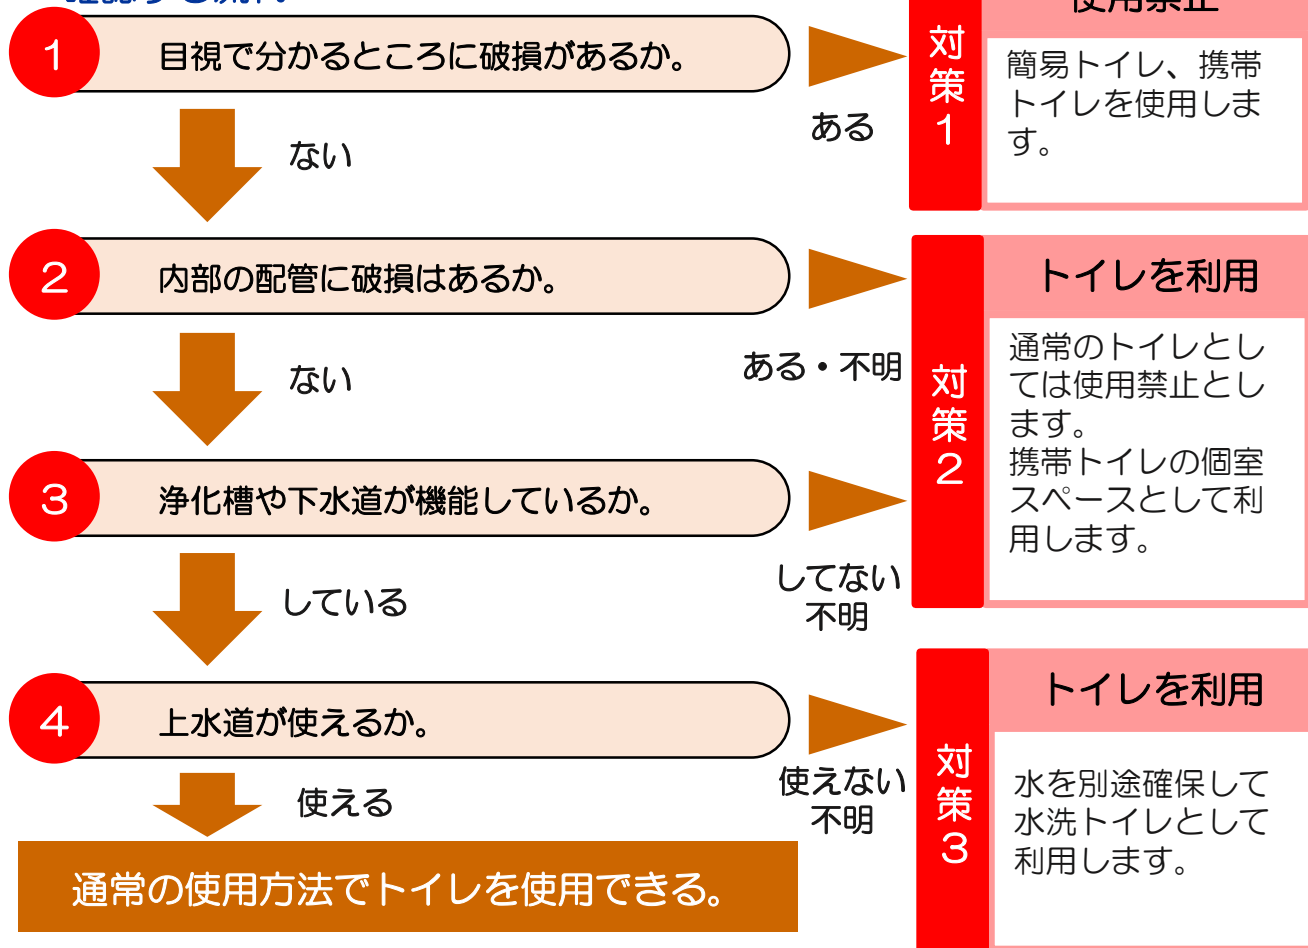 確認する流れ
使用禁止
1
目視で分かるところに破損があるか。
ある
ない
対策1
簡易トイレ、携帯
トイレを使用しま
す。
2
内部の配管に破損はあるか。
ある・不明
ない
対策2
トイレを利用
通常のトイレとし
ては使用禁止とし
ます。
携帯トイレの個室
スペースとして利
用します。
3
浄化槽や下水道が機能しているか。
してない
不明
している
4
上水道が使えるか。
使えない
不明
使える
対策3
トイレを利用
水を別途確保して
水洗トイレとして
利用します。
通常の使用方法でトイレを使用できる。